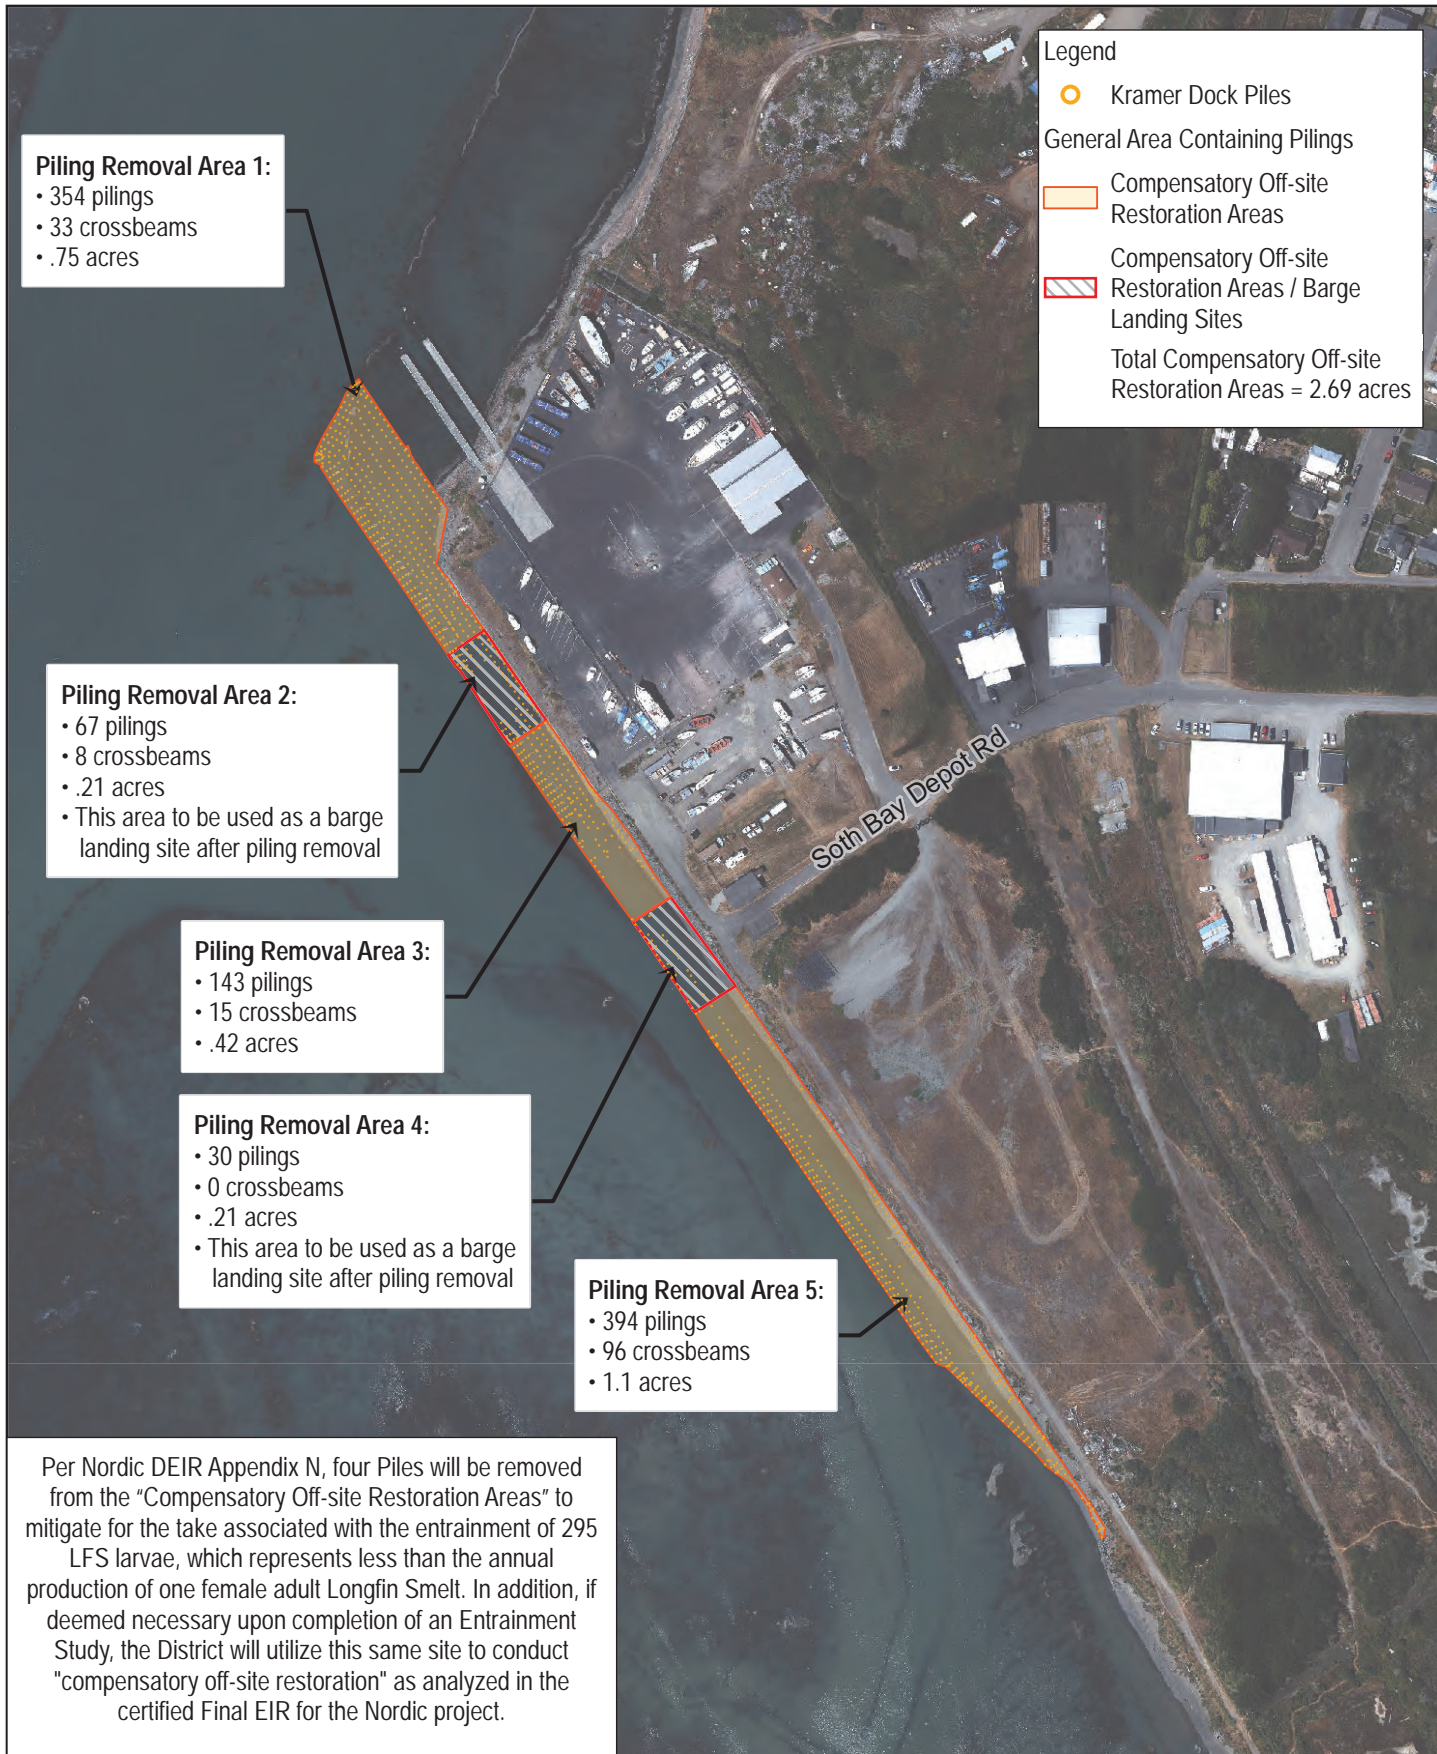 Legend
Kramer Dock Piles
General Area Containing Pilings
Compensatory Off-site
Restoration Areas
Compensatory Off-site
Restoration Areas / Barge
Landing Sites
Total Compensatory Off-site
Restoration Areas = 2.69 acres
Piling Removal Area 1:
• 354 pilings
• 33 crossbeams
• .75 acres
Piling Removal Area 2:
• 67 pilings
• 8 crossbeams
• .21 acres
• This area to be used as a barge
landing site after piling removal
Soth Bay Depot Rd
Piling Removal Area 3:
• 143 pilings
• 15 crossbeams
• .42 acres
Piling Removal Area 4:
• 30 pilings
• 0 crossbeams
• .21 acres
• This area to be used as a barge
landing site after piling removal
Piling Removal Area 5:
• 394 pilings
• 96 crossbeams
• 1.1 acres
Per Nordic DEIR Appendix N, four Piles will be removed
from the “Compensatory Off-site Restoration Areas” to
mitigate for the take associated with the entrainment of 295
LFS larvae, which represents less than the annual
production of one female adult Longfin Smelt. In addition, if
deemed necessary upon completion of an Entrainment
Study, the District will utilize this same site to conduct
"compensatory off-site restoration" as analyzed in the
certified Final EIR for the Nordic project.